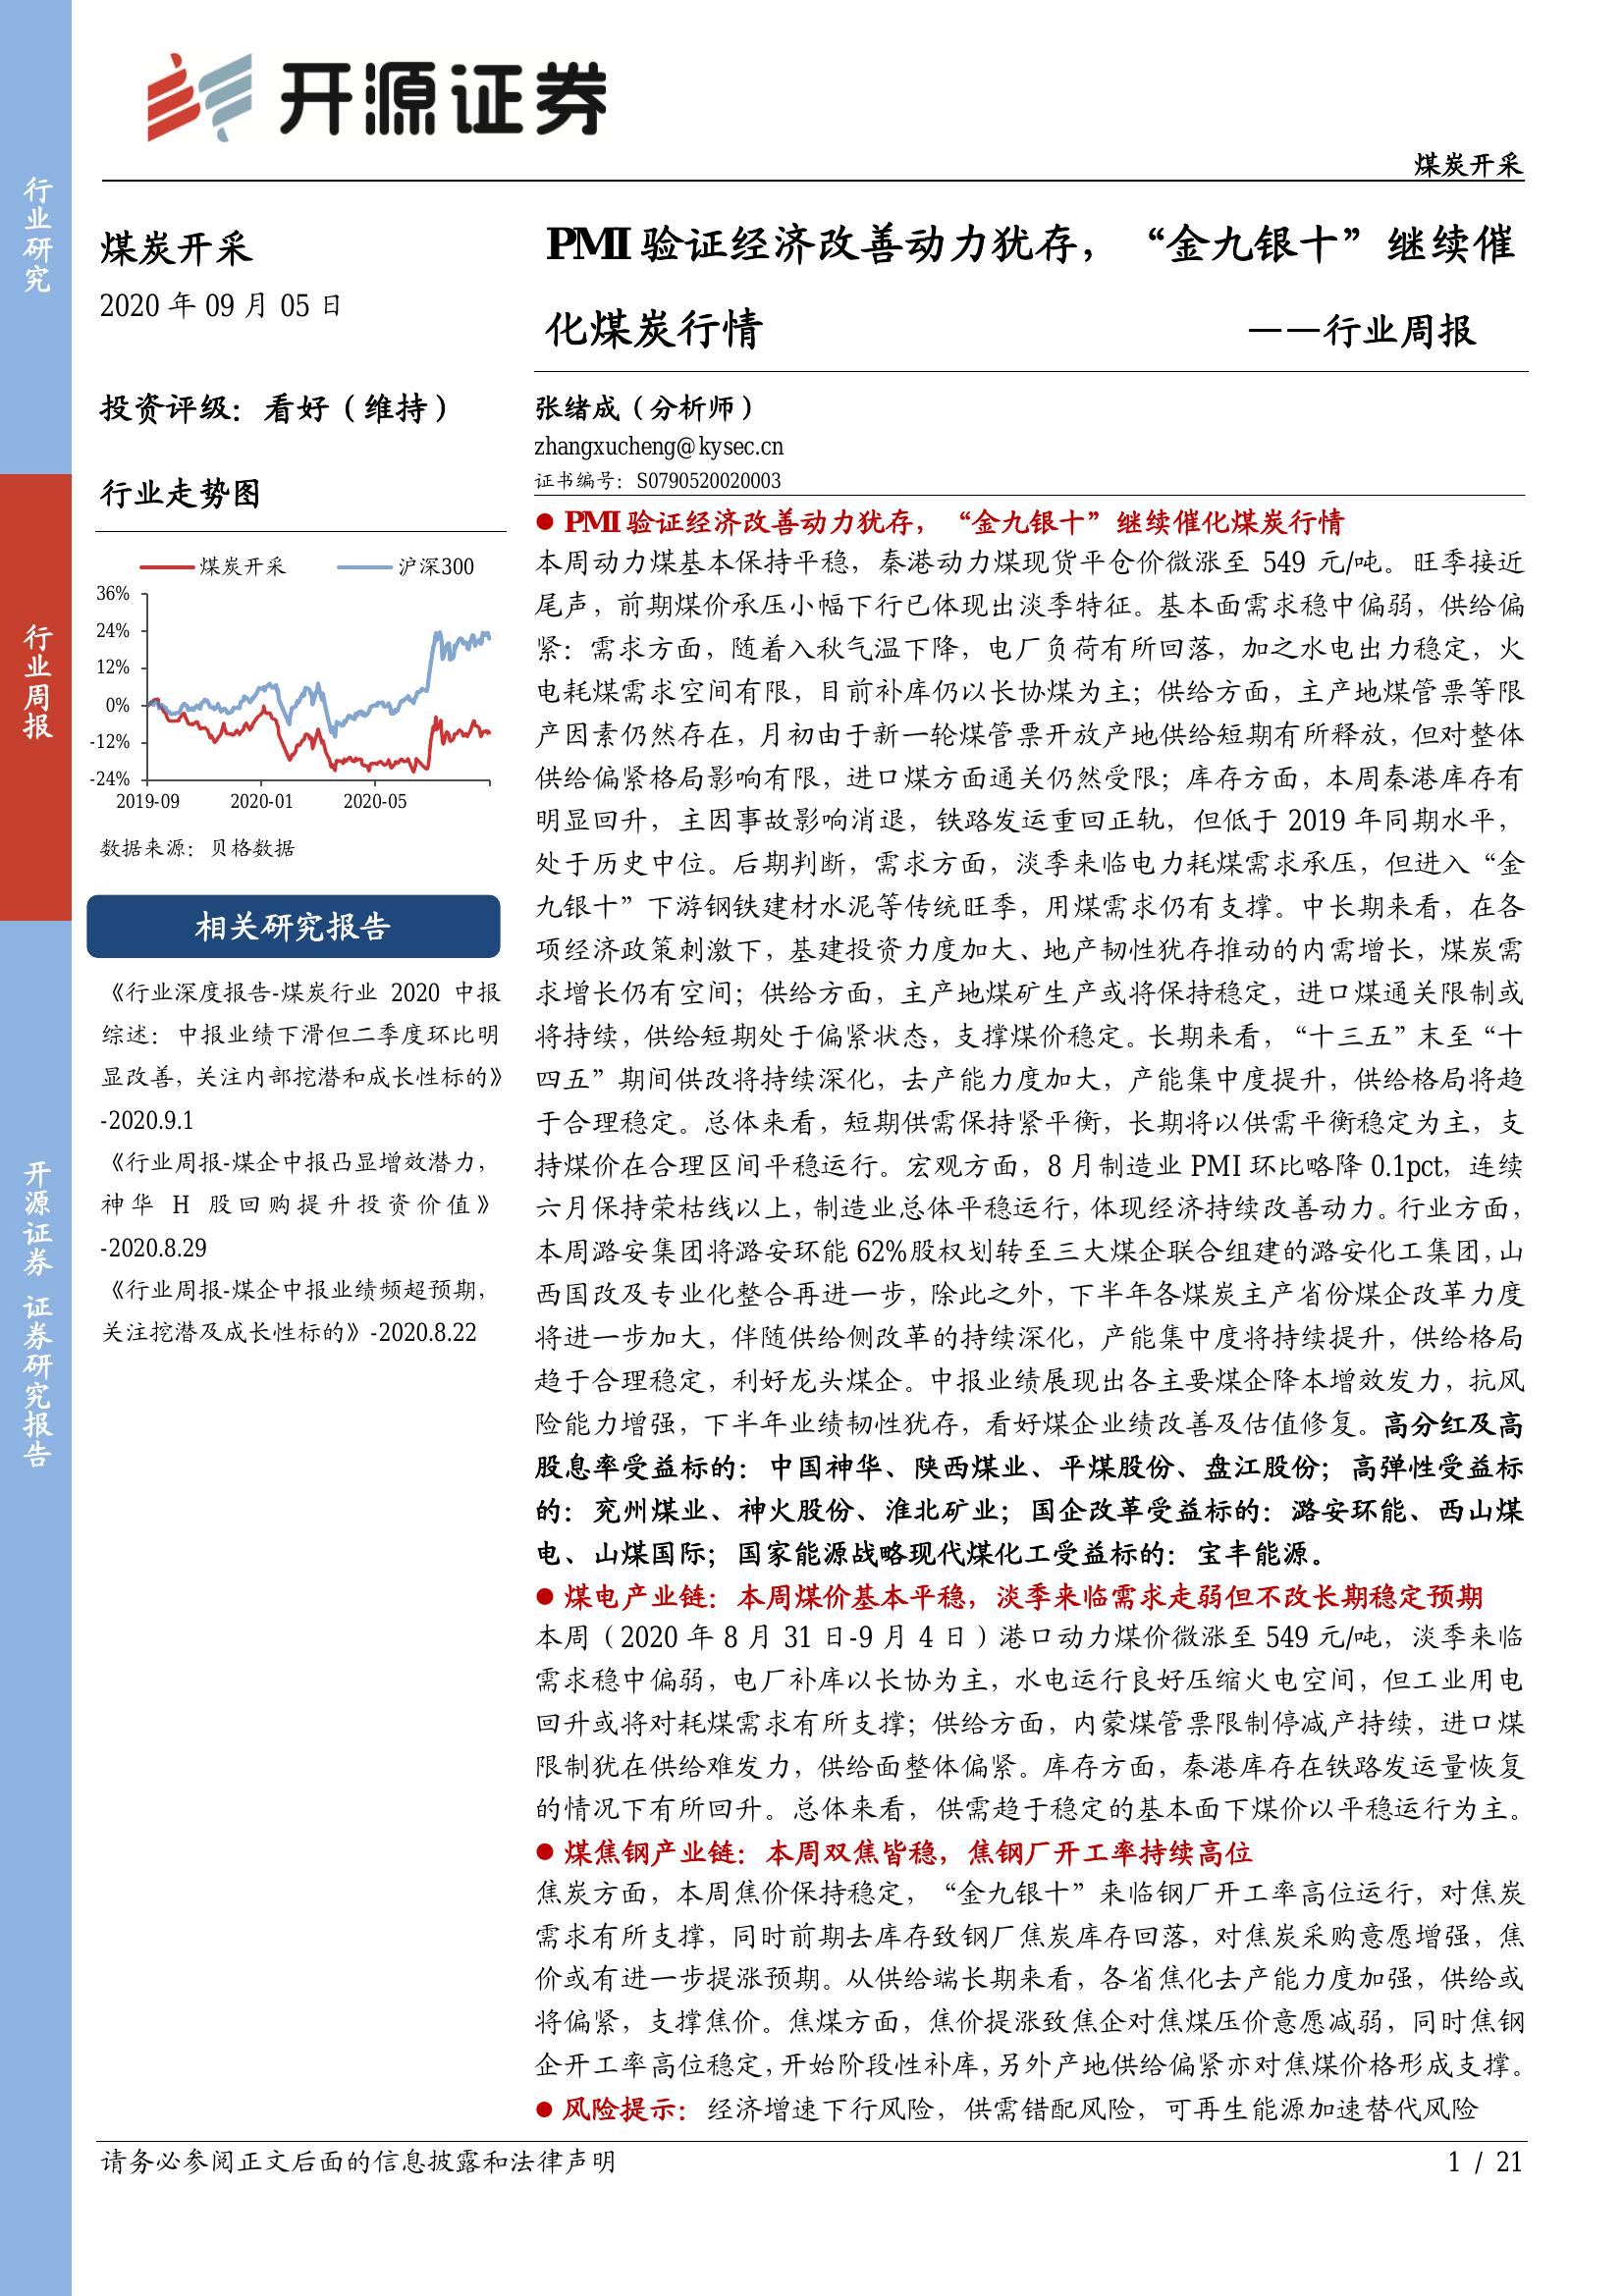 开源证券
煤炭开采
行业研究
行业周报
开源证券 证券研究报告
煤炭开采
2020 年 09 月 05 日
投资评级：看好（维持）
行业走势图
煤炭开采 沪深300
36%
24%
12%
0%
-12%
-24%
2019-09 2020-01 2020-05
数据来源：贝格数据
相关研究报告
《行业深度报告-煤炭行业 2020 中报
综述：中报业绩下滑但二季度环比明
显改善，关注内部挖潜和成长性标的》
-2020.9.1
《行业周报-煤企中报凸显增效潜力，
神华 H 股回购提升投资价值》
-2020.8.29
《行业周报-煤企中报业绩频超预期，
关注挖潜及成长性标的》-2020.8.22
PMI 验证经济改善动力犹存，“金九银十”继续催
化煤炭行情 ——行业周报
张绪成（分析师）
zhangxucheng@kysec.cn
证书编号：S0790520020003
● PMI 验证经济改善动力犹存，“金九银十”继续催化煤炭行情
本周动力煤基本保持平稳，秦港动力煤现货平仓价微涨至 549 元/吨。旺季接近
尾声，前期煤价承压小幅下行已体现出淡季特征。基本面需求稳中偏弱，供给偏
紧：需求方面，随着入秋气温下降，电厂负荷有所回落，加之水电出力稳定，火
电耗煤需求空间有限，目前补库仍以长协煤为主；供给方面，主产地煤管票等限
产因素仍然存在，月初由于新一轮煤管票开放产地供给短期有所释放，但对整体
供给偏紧格局影响有限，进口煤方面通关仍然受限；库存方面，本周秦港库存有
明显回升，主因事故影响消退，铁路发运重回正轨，但低于 2019 年同期水平，
处于历史中位。后期判断，需求方面，淡季来临电力耗煤需求承压，但进入“金
九银十”下游钢铁建材水泥等传统旺季，用煤需求仍有支撑。中长期来看，在各
项经济政策刺激下，基建投资力度加大、地产韧性犹存推动的内需增长，煤炭需
求增长仍有空间；供给方面，主产地煤矿生产或将保持稳定，进口煤通关限制或
将持续，供给短期处于偏紧状态，支撑煤价稳定。长期来看，“十三五”末至“十
四五”期间供改将持续深化，去产能力度加大，产能集中度提升，供给格局将趋
于合理稳定。总体来看，短期供需保持紧平衡，长期将以供需平衡稳定为主，支
持煤价在合理区间平稳运行。宏观方面，8 月制造业 PMI 环比略降 0.1pct，连续
六月保持荣枯线以上，制造业总体平稳运行，体现经济持续改善动力。行业方面，
本周潞安集团将潞安环能 62%股权划转至三大煤企联合组建的潞安化工集团，山
西国改及专业化整合再进一步，除此之外，下半年各煤炭主产省份煤企改革力度
将进一步加大，伴随供给侧改革的持续深化，产能集中度将持续提升，供给格局
趋于合理稳定，利好龙头煤企。中报业绩展现出各主要煤企降本增效发力，抗风
险能力增强，下半年业绩韧性犹存，看好煤企业绩改善及估值修复。高分红及高
股息率受益标的：中国神华、陕西煤业、平煤股份、盘江股份；高弹性受益标
的：兖州煤业、神火股份、淮北矿业；国企改革受益标的：潞安环能、西山煤
电、山煤国际；国家能源战略现代煤化工受益标的：宝丰能源。
● 煤电产业链：本周煤价基本平稳，淡季来临需求走弱但不改长期稳定预期
本周（2020 年 8 月 31 日-9 月 4 日）港口动力煤价微涨至 549 元/吨，淡季来临
需求稳中偏弱，电厂补库以长协为主，水电运行良好压缩火电空间，但工业用电
回升或将对耗煤需求有所支撑；供给方面，内蒙煤管票限制停减产持续，进口煤
限制犹在供给难发力，供给面整体偏紧。库存方面，秦港库存在铁路发运量恢复
的情况下有所回升。总体来看，供需趋于稳定的基本面下煤价以平稳运行为主。
● 煤焦钢产业链：本周双焦皆稳，焦钢厂开工率持续高位
焦炭方面，本周焦价保持稳定，“金九银十”来临钢厂开工率高位运行，对焦炭
需求有所支撑，同时前期去库存致钢厂焦炭库存回落，对焦炭采购意愿增强，焦
价或有进一步提涨预期。从供给端长期来看，各省焦化去产能力度加强，供给或
将偏紧，支撑焦价。焦煤方面，焦价提涨致焦企对焦煤压价意愿减弱，同时焦钢
企开工率高位稳定，开始阶段性补库，另外产地供给偏紧亦对焦煤价格形成支撑。
● 风险提示：经济增速下行风险，供需错配风险，可再生能源加速替代风险
请务必参阅正文后面的信息披露和法律声明 1 / 21